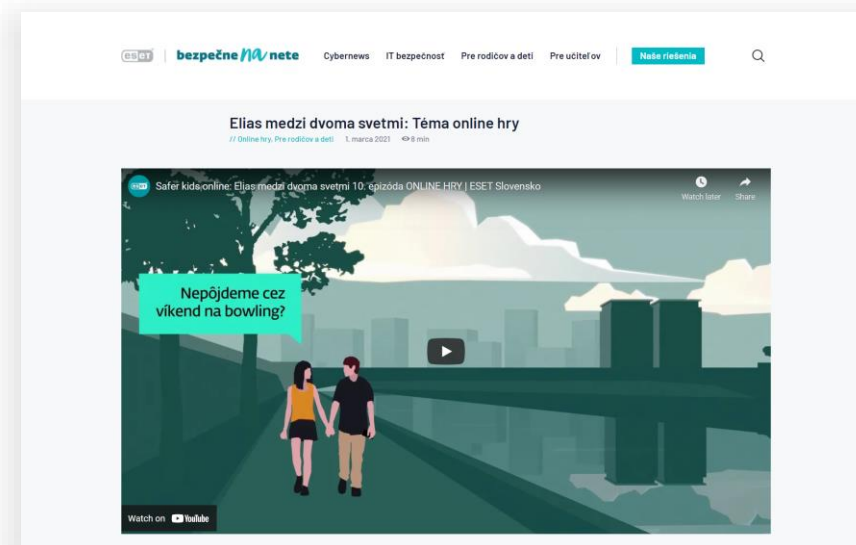 eset
bezpečne na nete
Cybernews
IT bezpečnosť
Pre rodičov a deti
Pre učiteľov
Naše riešenia
Elias medzi dvoma svetmi: Téma online hry
// Online hry, Pre rodičov a deti 1. marca 2021 8 min
eset
Safer kids online: Elias medzi dvoma svetmi 10. epizóda ONLINE HRY | ESET Slovensko
Watch later
Share
Nepôjdeme cez
víkend na bowling?
Watch on YouTube